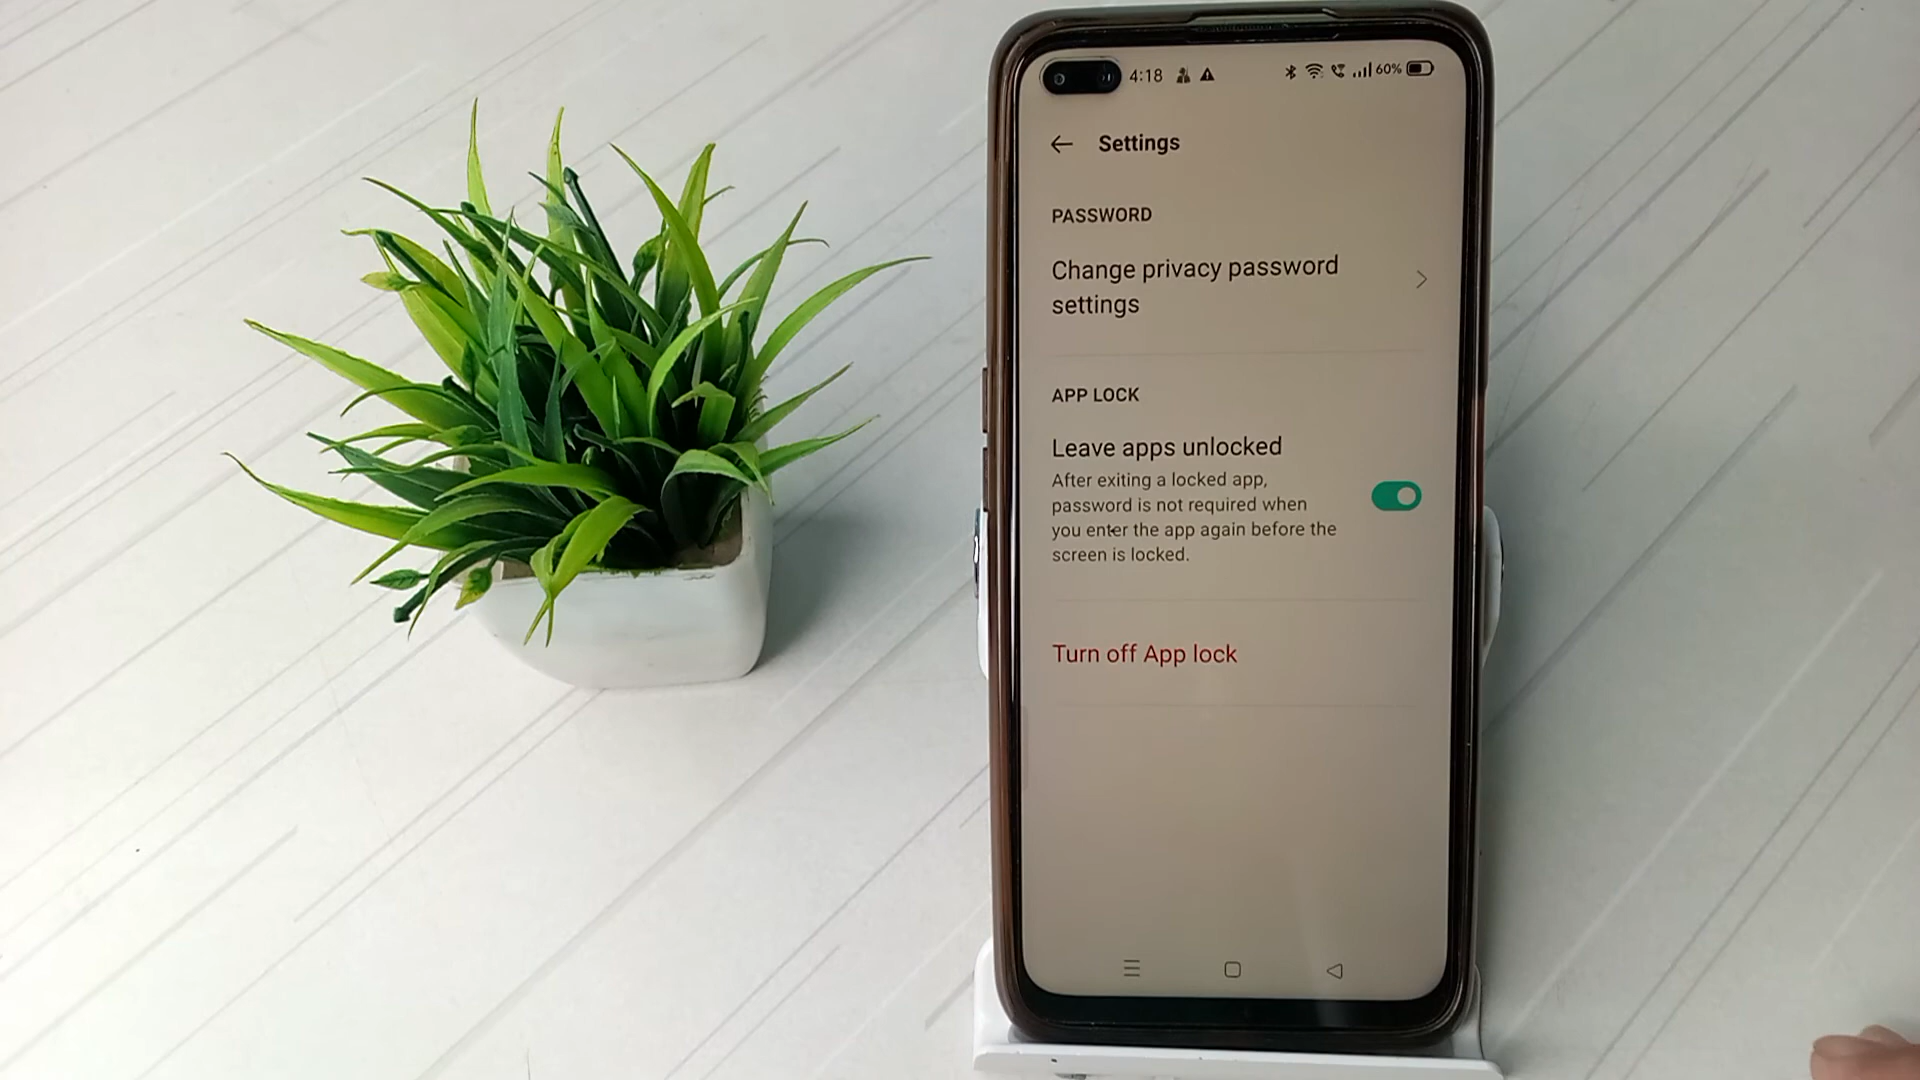 4:18
60%
Settings
PASSWORD
Change privacy password
settings
APP LOCK
Leave apps unlocked
After exiting a locked app,
password is not required when
you enter the app again before the
screen is locked.
Turn off App lock